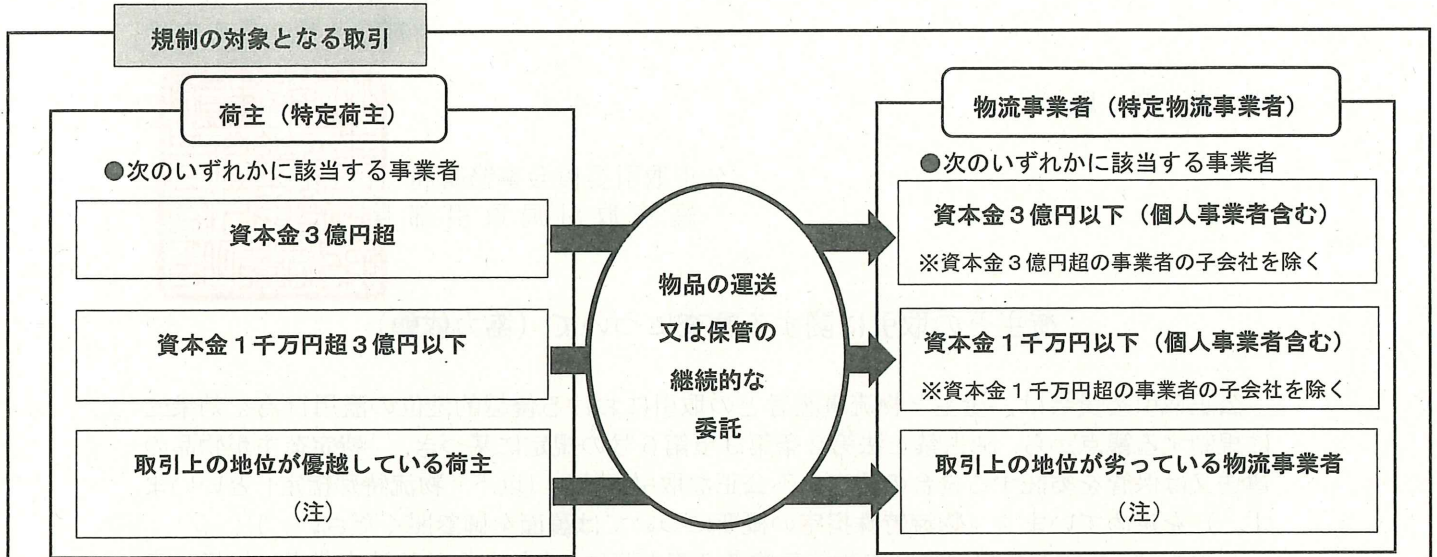 規制の対象となる取引
荷主（特定荷主）
●次のいずれかに該当する事業者
資本金３億円超
資本金１千万円超３億円以下
取引上の地位が優越している荷主
（注）
物品の運送
又は保管の
継続的な
委託
物流事業者（特定物流事業者）
●次のいずれかに該当する事業者
資本金３億円以下（個人事業者含む）
※資本金３億円超の事業者の子会社を除く
資本金１千万円以下（個人事業者含む）
※資本金１千万円超の事業者の子会社を除く
取引上の地位が劣っている物流事業者
（注）